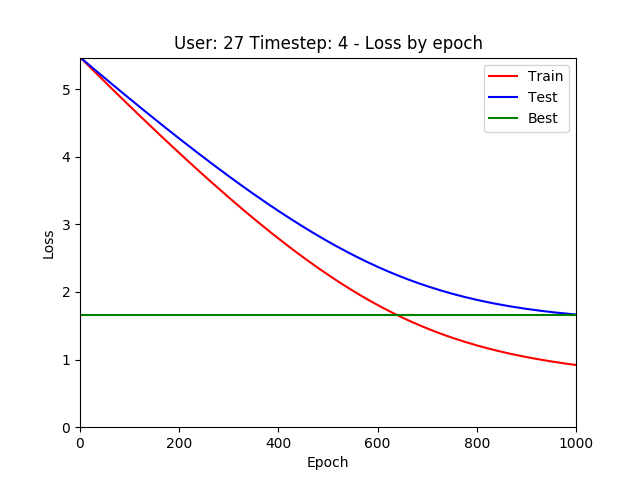 User: 27 Timestep: 4 - Loss by epoch
Train
Test
Best
5
4
3
2
1
0
Loss
0 200 400 600 800 1000
Epoch